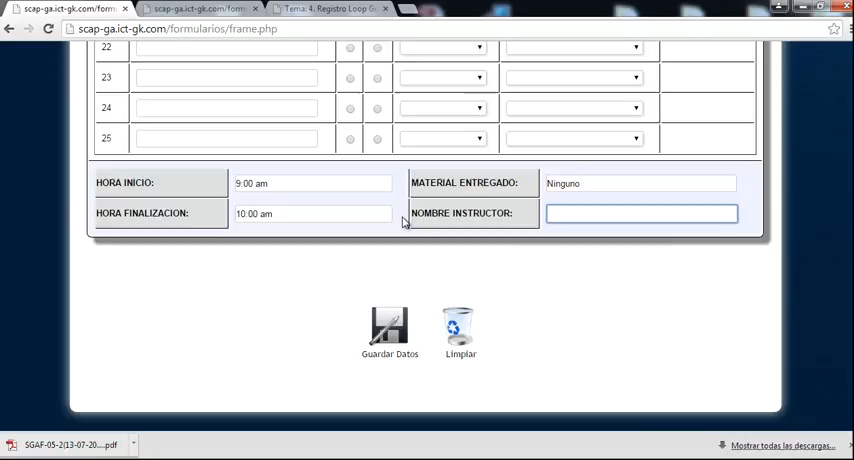 scap-ga.ict-gk.com/formu
scap-ga.ict-gk.com/form
Tema: 4. Registro Loop Ge
scap-ga.ict-gk.com/formularios/frame.php
22
23
24
25
HORA INICIO: 9:00 am MATERIAL ENTREGADO: Ninguno
HORA FINALIZACION: 10:00 am NOMBRE INSTRUCTOR:
Guardar Datos Limpiar
SGAF-05-2(13-07-20....pdf Mostrar todas las descargas...